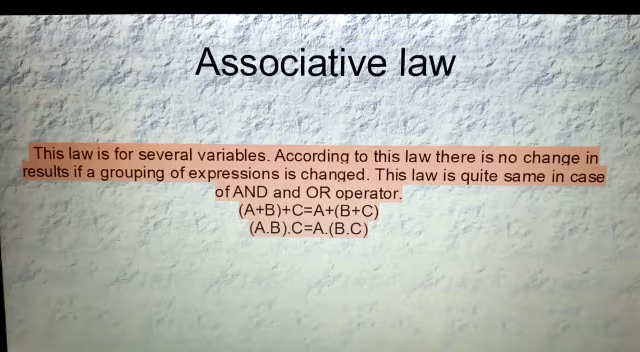 Associative law
This law is for several variables. According to this law there is no change in
results if a grouping of expressions is changed. This law is quite same in case
of AND and OR operator.
(A+B)+C=A+(B+C)
(A.B).C=A.(B.C)